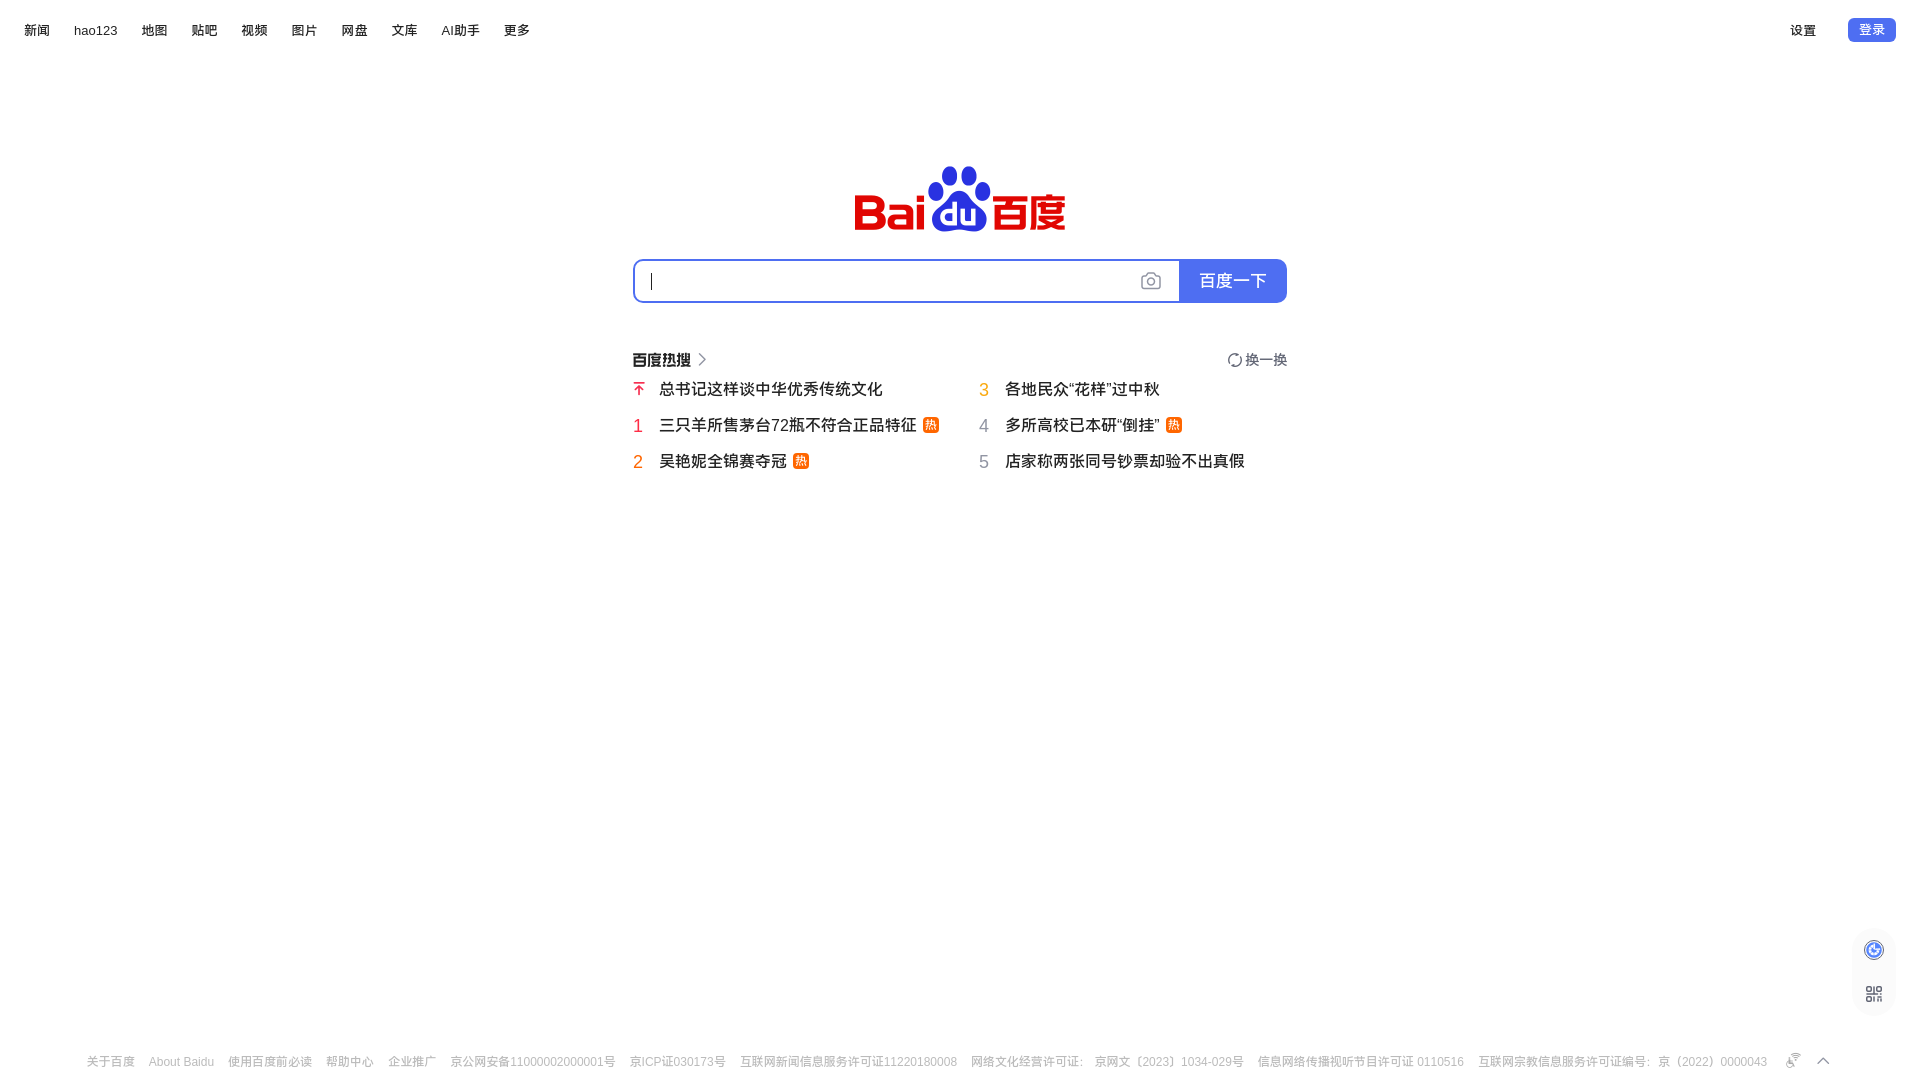 新闻 hao123 地图 贴吧 视频 图片 网盘 文库 AI助手 更多 设置 登录
Bai du 百度
百度一下
百度热搜 换一换
总书记这样谈中华优秀传统文化
1 三只羊所售茅台72瓶不符合正品特征 热
2 吴艳妮全锦赛夺冠 热
3 各地民众“花样”过中秋
4 多所高校已本研“倒挂” 热
5 店家称两张同号钞票却验不出真假
关于百度 About Baidu 使用百度前必读 帮助中心 企业推广 京公网安备11000002000001号 京ICP证030173号 互联网新闻信息服务许可证11220180008 网络文化经营许可证： 京网文〔2023〕1034-029号 信息网络传播视听节目许可证 0110516 互联网宗教信息服务许可证编号：京（2022）0000043